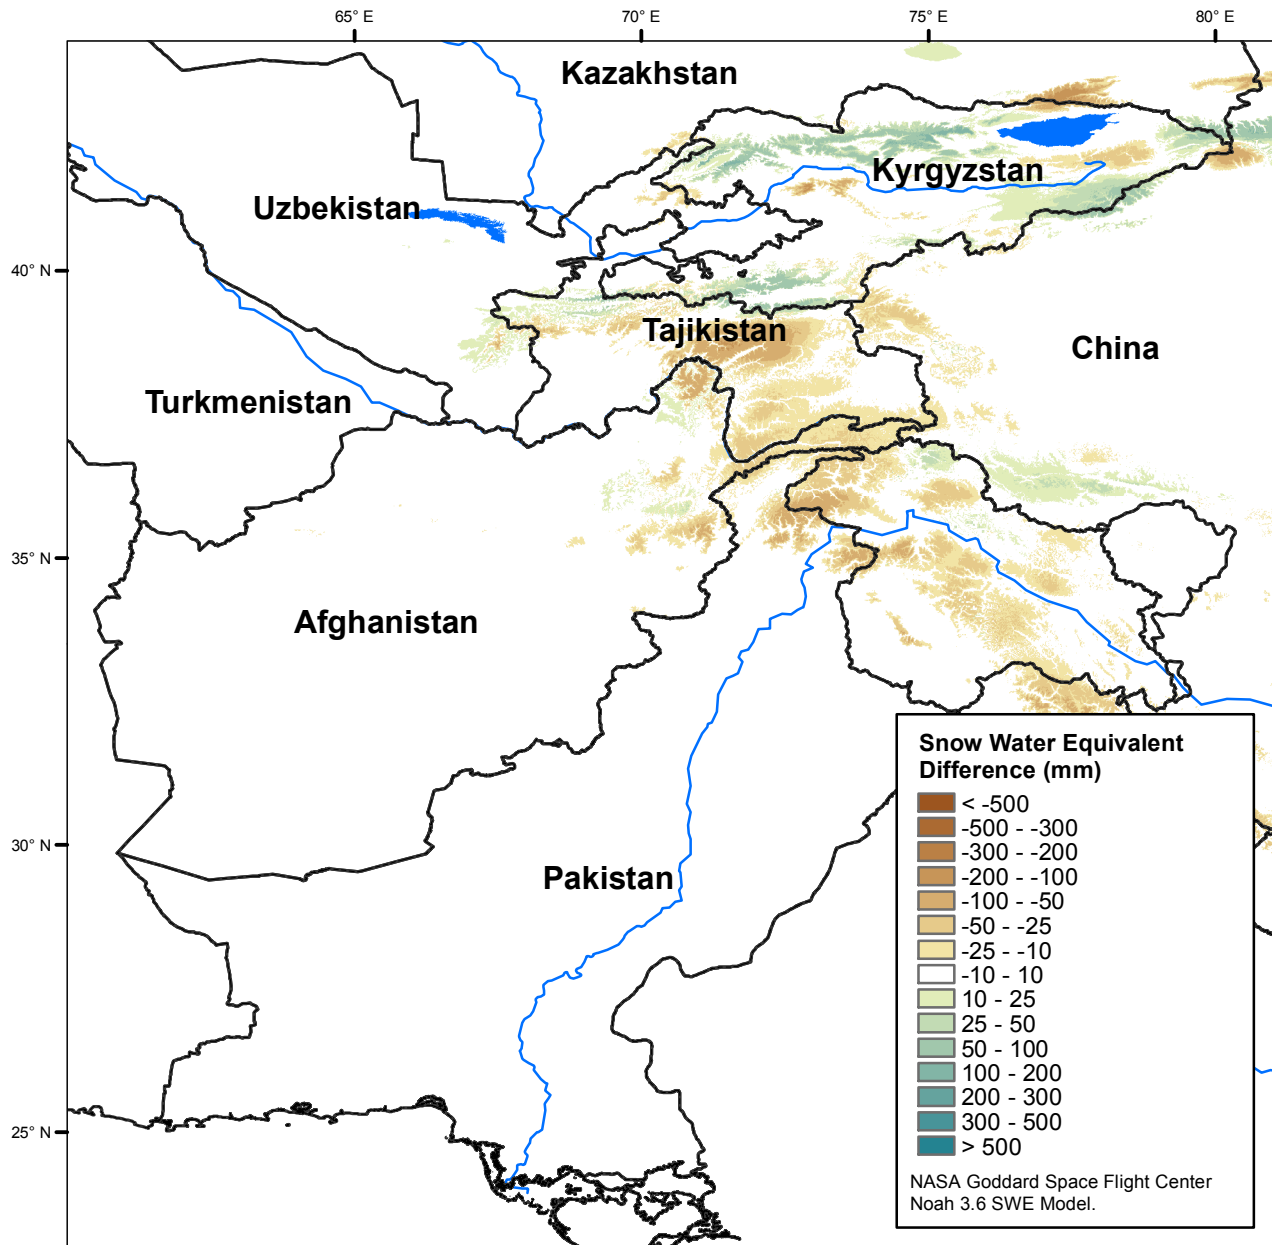 65° E
70° E
75° E
80° E
Kazakhstan
Kyrgyzstan
Uzbekistan
40° N
Tajikistan
China
Turkmenistan
35° N
Afghanistan
Snow Water Equivalent
Difference (mm)
< -500
-500 - -300
-300 - -200
-200 - -100
-100 - -50
-50 - -25
-25 - -10
-10 - 10
10 - 25
25 - 50
50 - 100
100 - 200
200 - 300
300 - 500
> 500
NASA Goddard Space Flight Center
Noah 3.6 SWE Model.
30° N
Pakistan
25° N